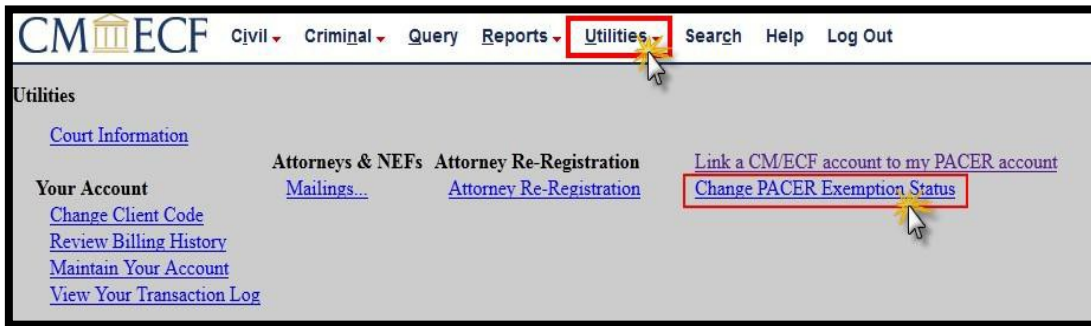 CM ECF Civil Criminal Query Reports Utilities Search Help Log Out
Utilities
Court Information
Attorneys & NEFs Attorney Re-Registration Link a CM/ECF account to my PACER account
Your Account Mailings... Attorney Re-Registration Change PACER Exemption Status
Change Client Code
Review Billing History
Maintain Your Account
View Your Transaction Log